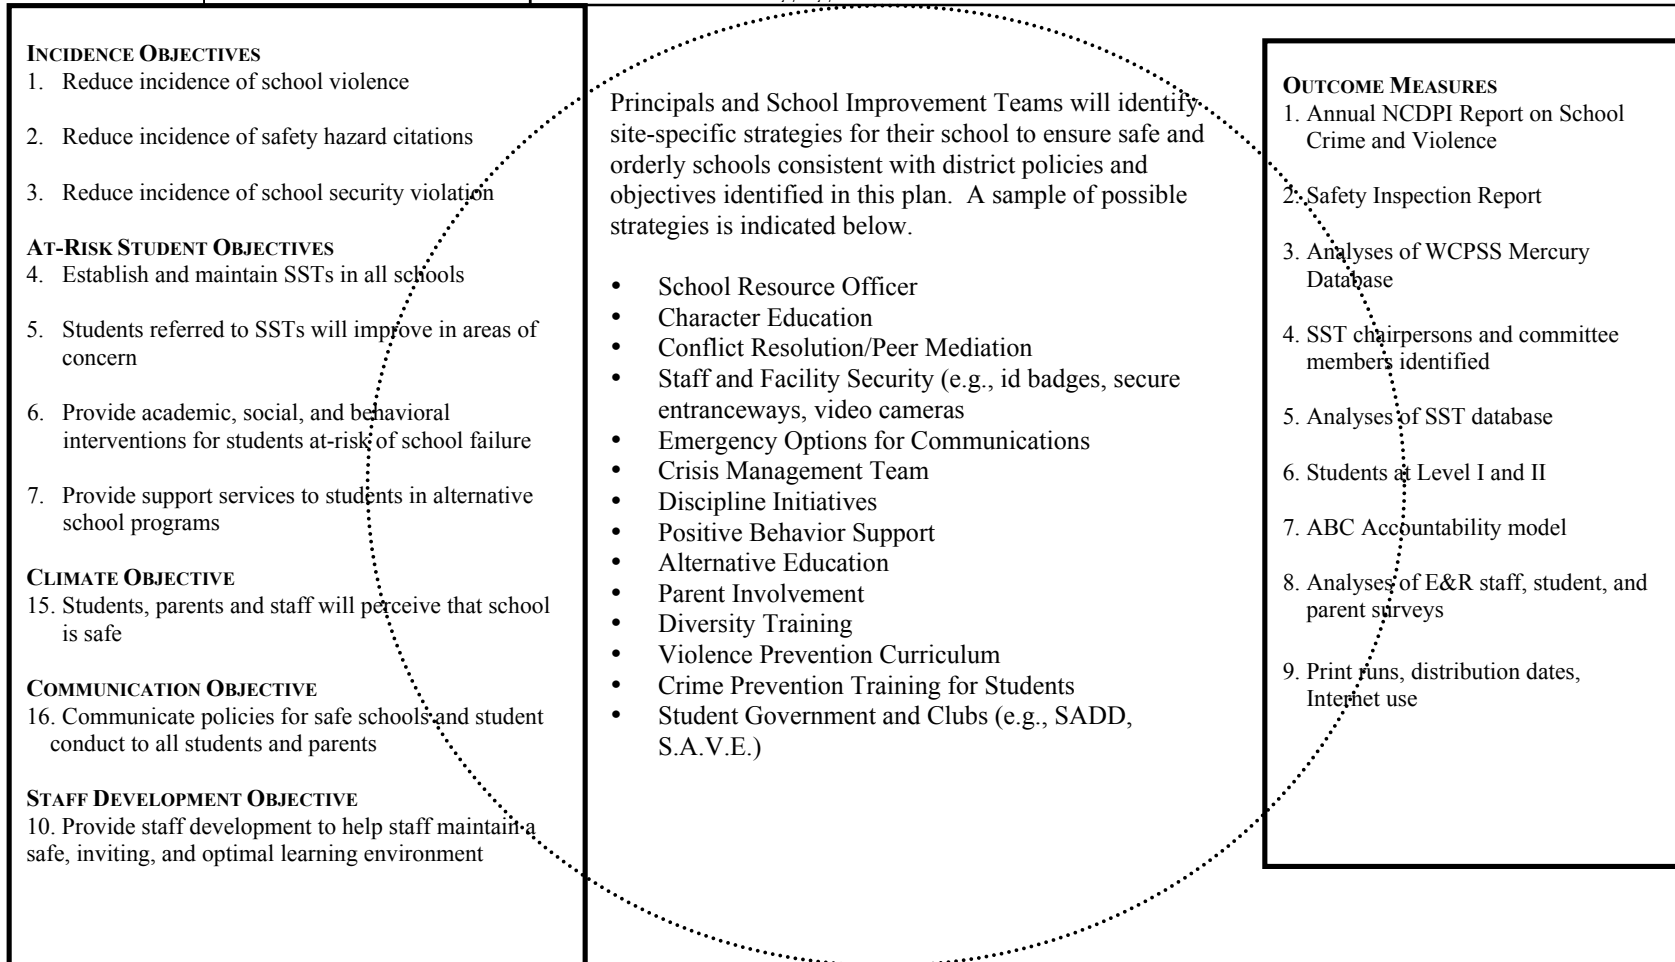 INCIDENCE OBJECTIVES
1. Reduce incidence of school violence
2. Reduce incidence of safety hazard citations
3. Reduce incidence of school security violation
AT-RISK STUDENT OBJECTIVES
4. Establish and maintain SSTs in all schools
5. Students referred to SSTs will improve in areas of
concern
6. Provide academic, social, and behavioral
interventions for students at-risk of school failure
7. Provide support services to students in alternative
school programs
CLIMATE OBJECTIVE
15. Students, parents and staff will perceive that school
is safe
COMMUNICATION OBJECTIVE
16. Communicate policies for safe schools and student
conduct to all students and parents
STAFF DEVELOPMENT OBJECTIVE
10. Provide staff development to help staff maintain a
safe, inviting, and optimal learning environment
Principals and School Improvement Teams will identify
site-specific strategies for their school to ensure safe and
orderly schools consistent with district policies and
objectives identified in this plan. A sample of possible
strategies is indicated below.
• School Resource Officer
• Character Education
• Conflict Resolution/Peer Mediation
• Staff and Facility Security (e.g., id badges, secure
entranceways, video cameras
• Emergency Options for Communications
• Crisis Management Team
• Discipline Initiatives
• Positive Behavior Support
• Alternative Education
• Parent Involvement
• Diversity Training
• Violence Prevention Curriculum
• Crime Prevention Training for Students
• Student Government and Clubs (e.g., SADD,
S.A.V.E.)
OUTCOME MEASURES
1. Annual NCDPI Report on School
Crime and Violence
2. Safety Inspection Report
3. Analyses of WCPSS Mercury
Database
4. SST chairpersons and committee
members identified
5. Analyses of SST database
6. Students at Level I and II
7. ABC Accountability model
8. Analyses of E&R staff, student, and
parent surveys
9. Print runs, distribution dates,
Internet use